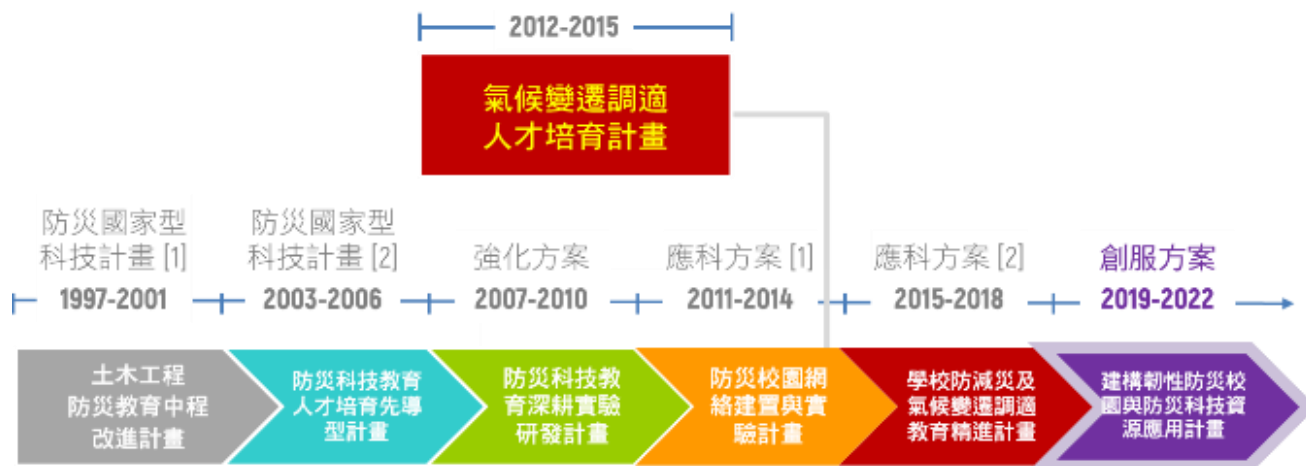 2012-2015
氣候變遷調適
人才培育計畫
防災國家型
科技計畫 [1]
1997-2001
防災國家型
科技計畫 [2]
2003-2006
強化方案
2007-2010
應科方案 [1]
2011-2014
應科方案 [2]
2015-2018
創服方案
2019-2022
土木工程
防災教育中程
改進計畫
防災科技教育
人才培育先導
型計畫
防災科技教
育深耕實驗
研發計畫
防災校園網
絡建置與實
驗計畫
學校防減災及
氣候變遷調適
教育精進計畫
建構韌性防災校
園與防災科技資
源應用計畫